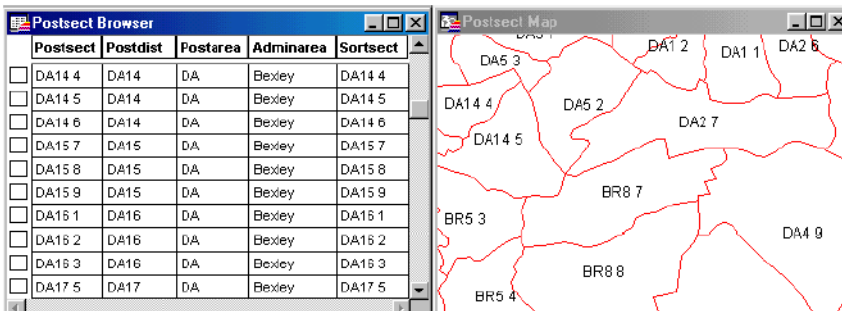 Postsect Browser
Postsect Postdist Postarea Adminarea Sortsect
DA14 4 DA14 DA Bexley DA14 4
DA14 5 DA14 DA Bexley DA14 5
DA14 6 DA14 DA Bexley DA14 6
DA15 7 DA15 DA Bexley DA15 7
DA15 8 DA15 DA Bexley DA15 8
DA15 9 DA15 DA Bexley DA15 9
DA16 1 DA16 DA Bexley DA16 1
DA16 2 DA16 DA Bexley DA16 2
DA16 3 DA16 DA Bexley DA16 3
DA17 5 DA17 DA Bexley DA17 5
Postsect Map
DA1 2
DA1 1
DA2 6
DA5 3
DA14 4
DA5 2
DA2 7
DA14 5
BR8 7
BR5 3
DA4 9
BR8 8
BR5 4